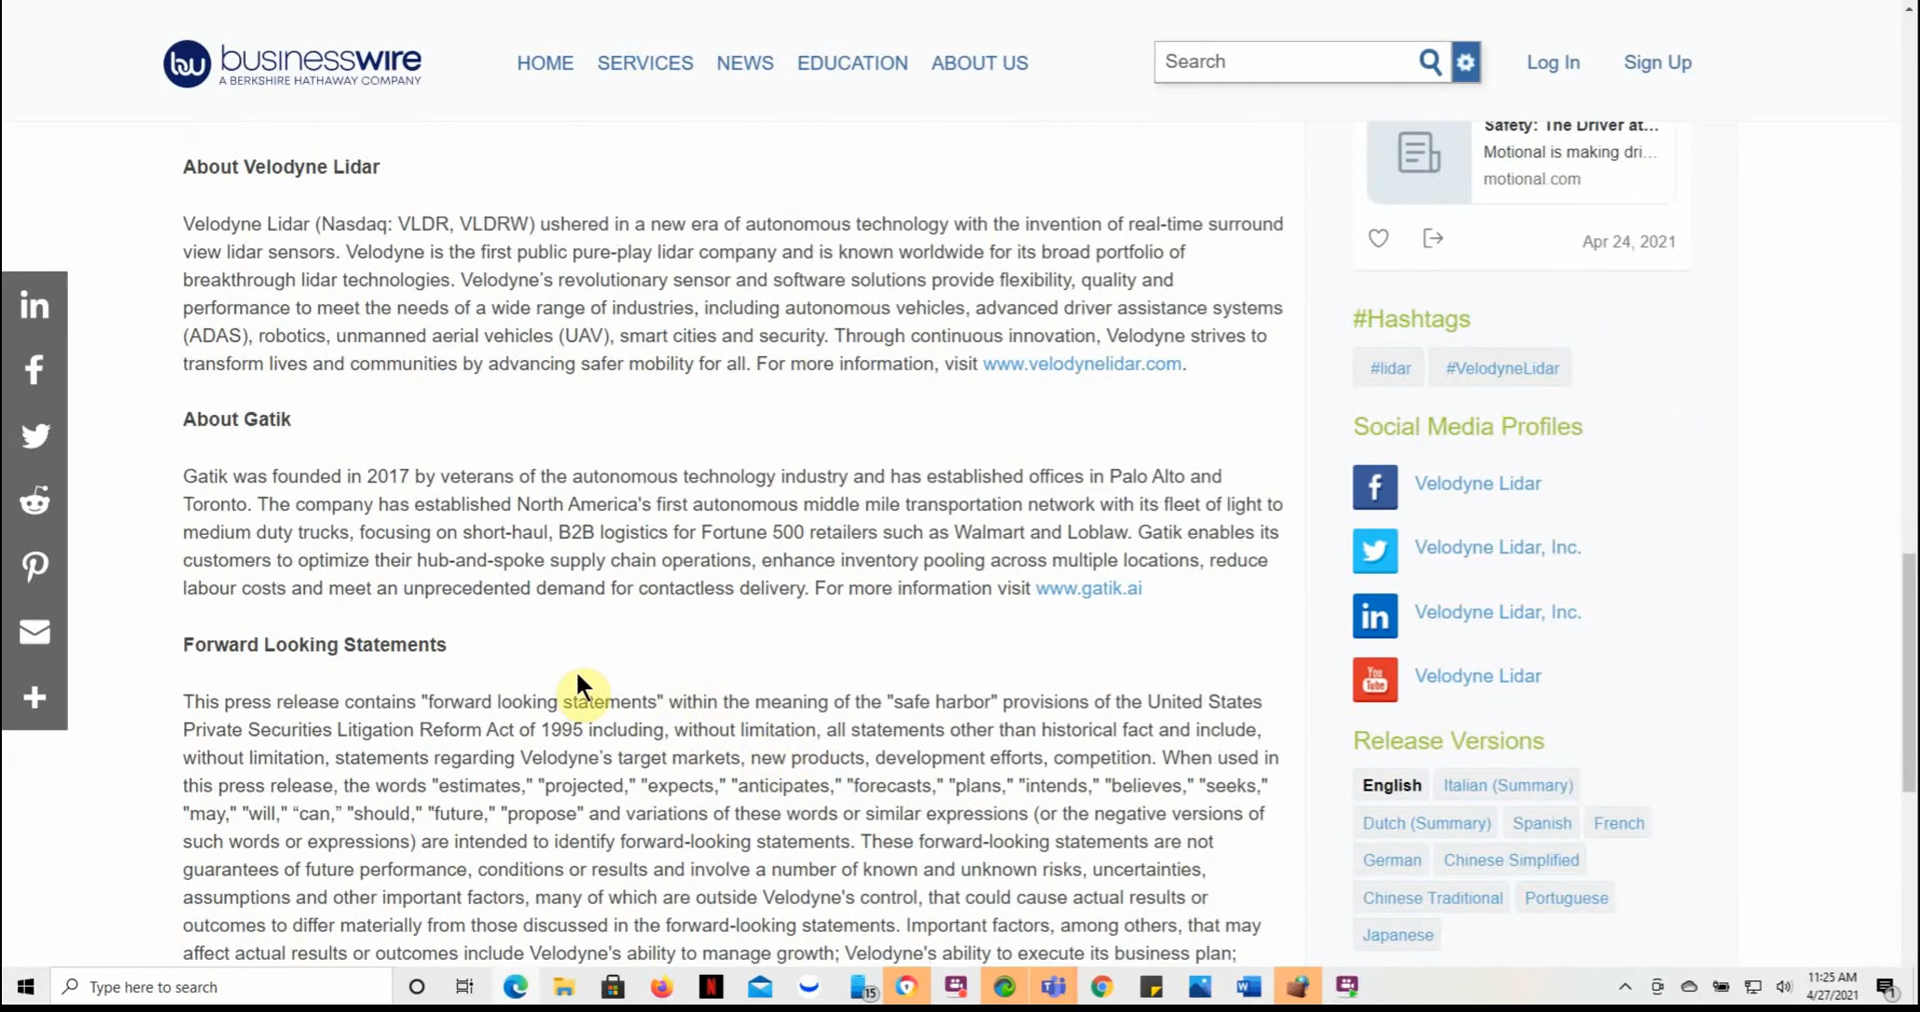 businesswire
A BERKSHIRE HATHAWAY COMPANY
HOME SERVICES NEWS EDUCATION ABOUT US
Search
Log In Sign Up
About Velodyne Lidar
Velodyne Lidar (Nasdaq: VLDR, VLDRW) ushered in a new era of autonomous technology with the invention of real-time surround
view lidar sensors. Velodyne is the first public pure-play lidar company and is known worldwide for its broad portfolio of
breakthrough lidar technologies. Velodyne's revolutionary sensor and software solutions provide flexibility, quality and
performance to meet the needs of a wide range of industries, including autonomous vehicles, advanced driver assistance systems
(ADAS), robotics, unmanned aerial vehicles (UAV), smart cities and security. Through continuous innovation, Velodyne strives to
transform lives and communities by advancing safer mobility for all. For more information, visit www.velodynelidar.com.
About Gatik
Gatik was founded in 2017 by veterans of the autonomous technology industry and has established offices in Palo Alto and
Toronto. The company has established North America's first autonomous middle mile transportation network with its fleet of light to
medium duty trucks, focusing on short-haul, B2B logistics for Fortune 500 retailers such as Walmart and Loblaw. Gatik enables its
customers to optimize their hub-and-spoke supply chain operations, enhance inventory pooling across multiple locations, reduce
labour costs and meet an unprecedented demand for contactless delivery. For more information visit www.gatik.ai
Forward Looking Statements
This press release contains "forward looking statements" within the meaning of the "safe harbor" provisions of the United States
Private Securities Litigation Reform Act of 1995 including, without limitation, all statements other than historical fact and include,
without limitation, statements regarding Velodyne's target markets, new products, development efforts, competition. When used in
this press release, the words "estimates," "projected," "expects," "anticipates," "forecasts," "plans," "intends," "believes," "seeks,"
"may," "will," “can,” "should," "future," "propose" and variations of these words or similar expressions (or the negative versions of
such words or expressions) are intended to identify forward-looking statements. These forward-looking statements are not
guarantees of future performance, conditions or results and involve a number of known and unknown risks, uncertainties,
assumptions and other important factors, many of which are outside Velodyne's control, that could cause actual results or
outcomes to differ materially from those discussed in the forward-looking statements. Important factors, among others, that may
affect actual results or outcomes include Velodyne's ability to manage growth; Velodyne's ability to execute its business plan;
Safety: The Driver at...
Motional is making dri...
motional.com
Apr 24, 2021
#Hashtags
#lidar #VelodyneLidar
Social Media Profiles
Velodyne Lidar
Velodyne Lidar, Inc.
Velodyne Lidar, Inc.
You Tube
Velodyne Lidar
Release Versions
English Italian (Summary)
Dutch (Summary) Spanish French
German Chinese Simplified
Chinese Traditional Portuguese
Japanese
Type here to search
15
11:25 AM
4/27/2021
1